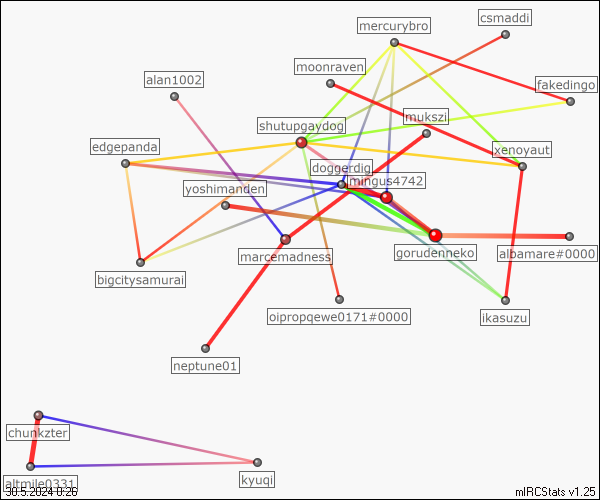 csmaddi
mercurybro
moonraven
alan1002
fakedingo
mukszi
shutupgaydog
edgepanda
xenoyaut
doggerdig
mingus4742
yoshimanden
gorudenneko
albamare#0000
marcemadness
bigcitysamurai
oipropqewe0171#0000
ikasuzu
neptune01
chunkzter
kyuqi
altmile0331
30.5.2024 0:26
mIRCStats v1.25